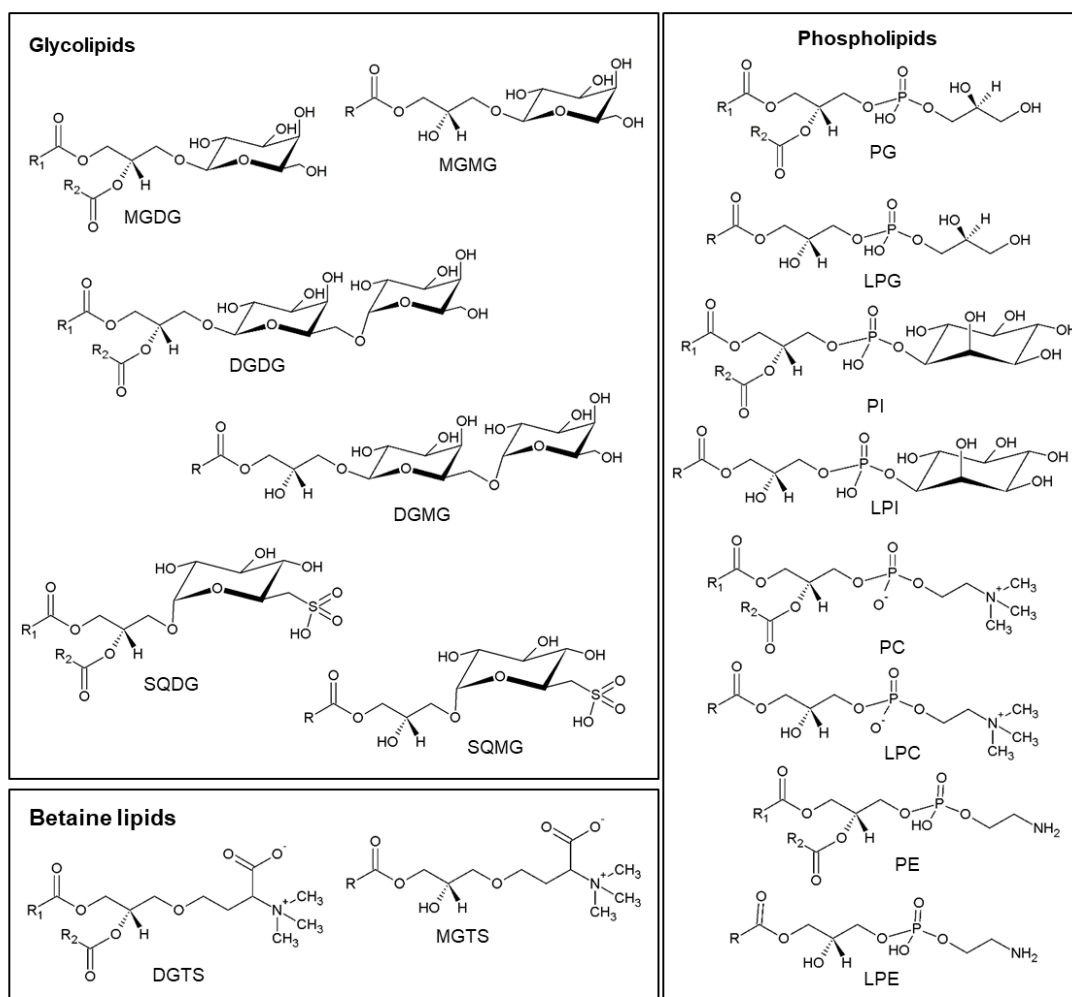 Glycolipids
MGDG
MGMG
DGDG
DGMG
SQDG
SQMG
Betaine lipids
DGTS
MGTS
Phospholipids
PG
LPG
PI
LPI
PC
LPC
PE
LPE